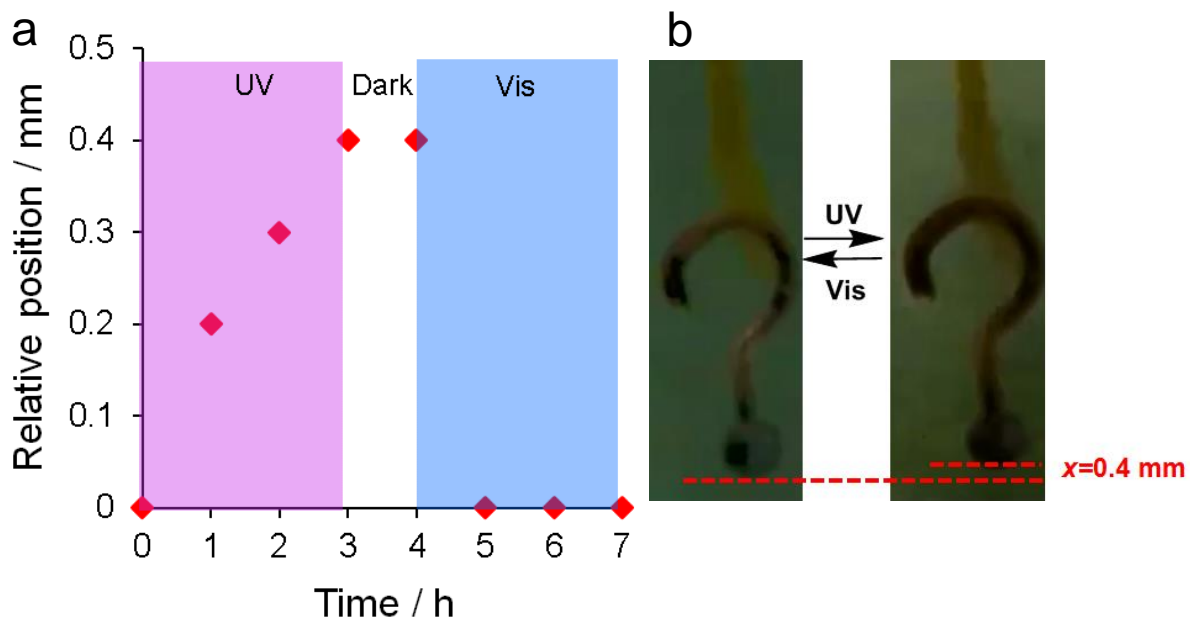 a
b
0.5
0.4
0.3
0.2
0.1
0
UV
Dark
Vis
Relative position / mm
0 1 2 3 4 5 6 7
Time / h
UV
Vis
x=0.4 mm